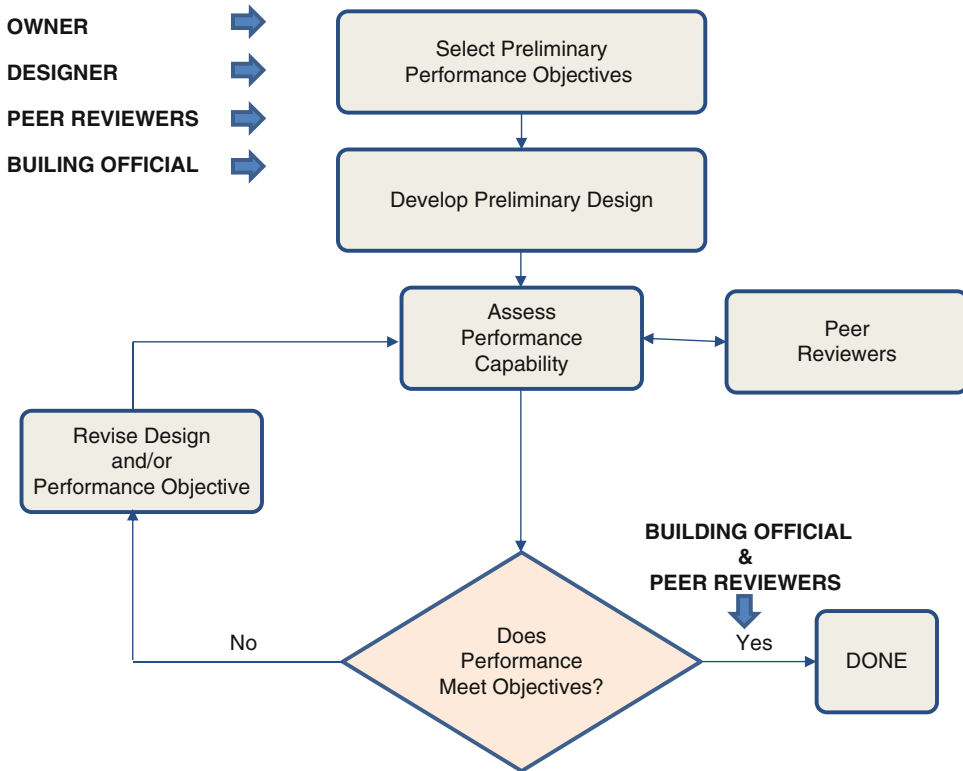 OWNER
DESIGNER
PEER REVIEWERS
BUILING OFFICIAL
Select Preliminary
Performance Objectives
Develop Preliminary Design
Assess
Performance
Capability
Peer
Reviewers
Revise Design
and/or
Performance Objective
BUILDING OFFICIAL
&
PEER REVIEWERS
No
Does
Performance
Meet Objectives?
Yes
DONE